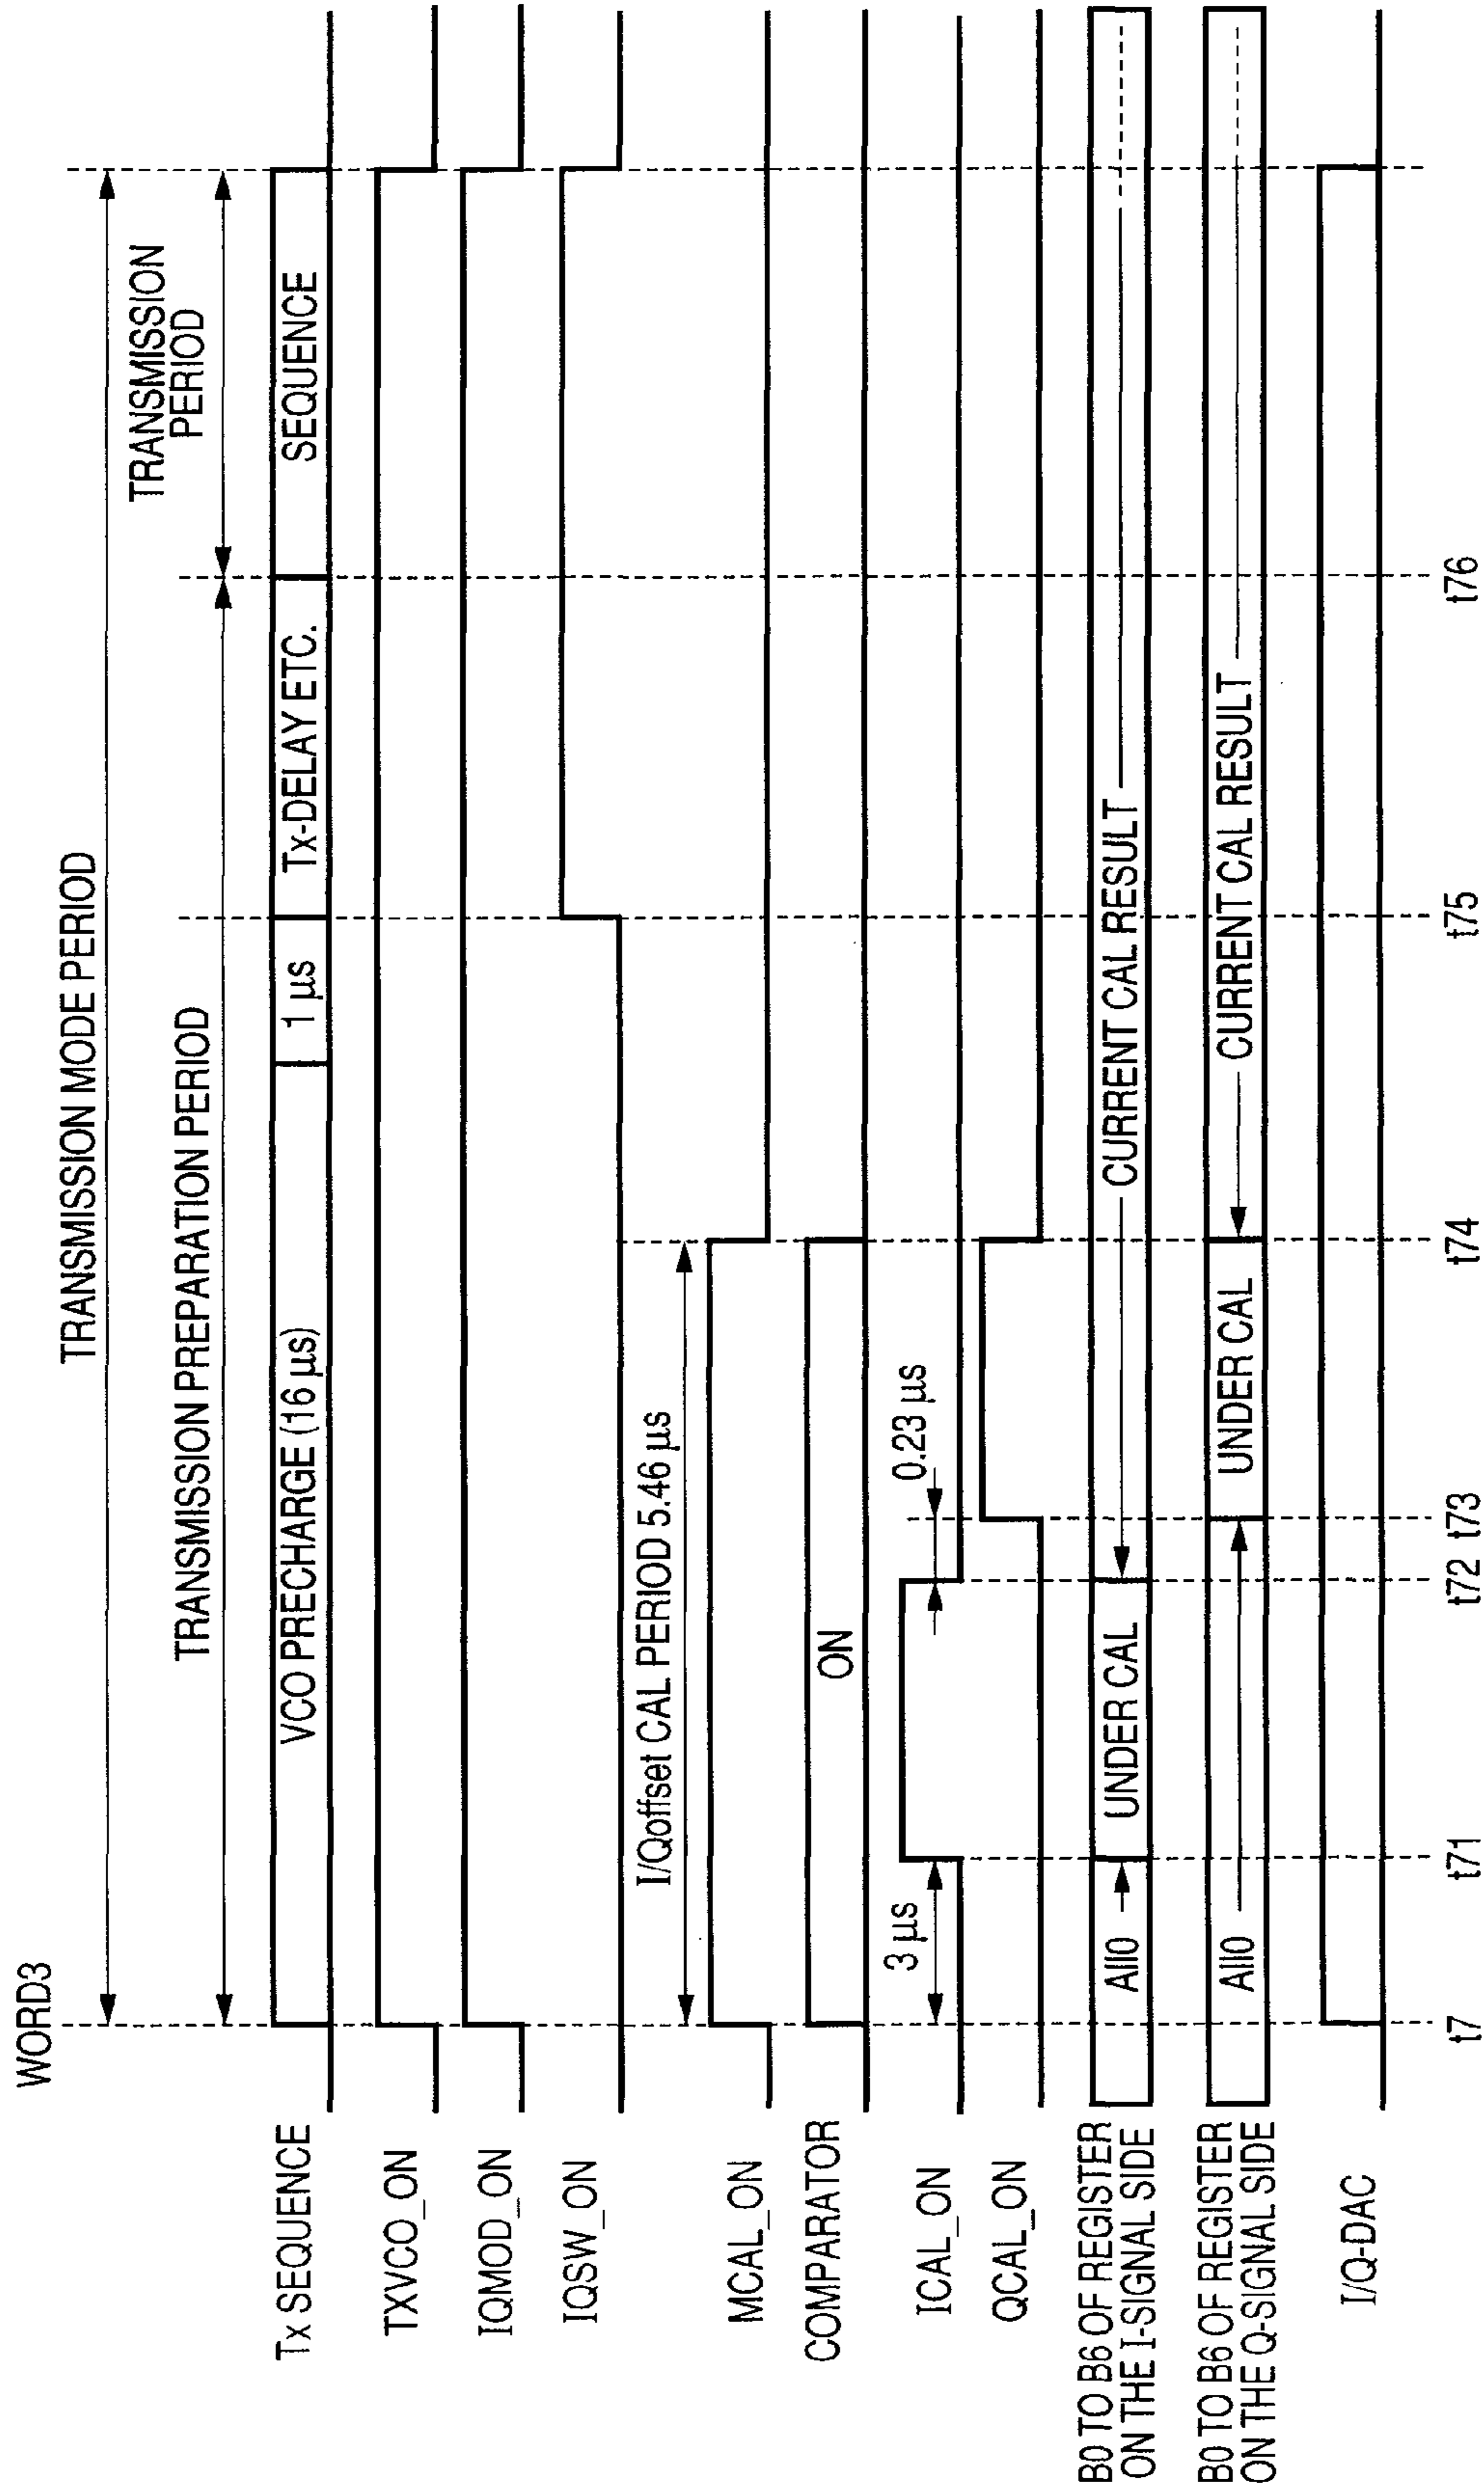 WORD3
TRANSMISSION MODE PERIOD
TRANSMISSION PREPARATION PERIOD
TRANSMISSION
PERIOD
Tx SEQUENCE
VCO PRECHARGE (16 µs)
1 µs
Tx-DELAY ETC.
SEQUENCE
TXVCO_ON
IQMOD_ON
IQSW_ON
I/Qoffset CAL PERIOD 5.46 µs
MCAL_ON
COMPARATOR
ON
ICAL_ON
3 µs
0.23 µs
QCAL_ON
B0 TO B6 OF REGISTER
ON THE I-SIGNAL SIDE
All0
UNDER CAL
CURRENT CAL RESULT
B0 TO B6 OF REGISTER
ON THE Q-SIGNAL SIDE
All0
UNDER CAL
CURRENT CAL RESULT
I/Q-DAC
t7
t71
t72
t73
t74
t75
t76